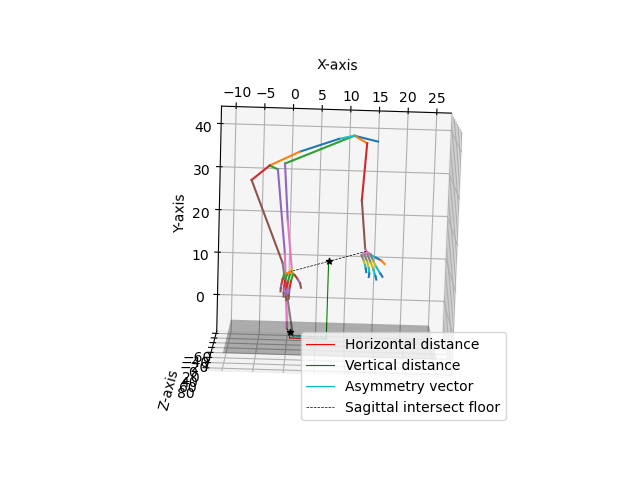 X-axis
−10 −5 0 5 10 15 20 25
40
30
20
10
0
Y-axis
Z-axis
80
Horizontal distance
Vertical distance
Asymmetry vector
Sagittal intersect floor